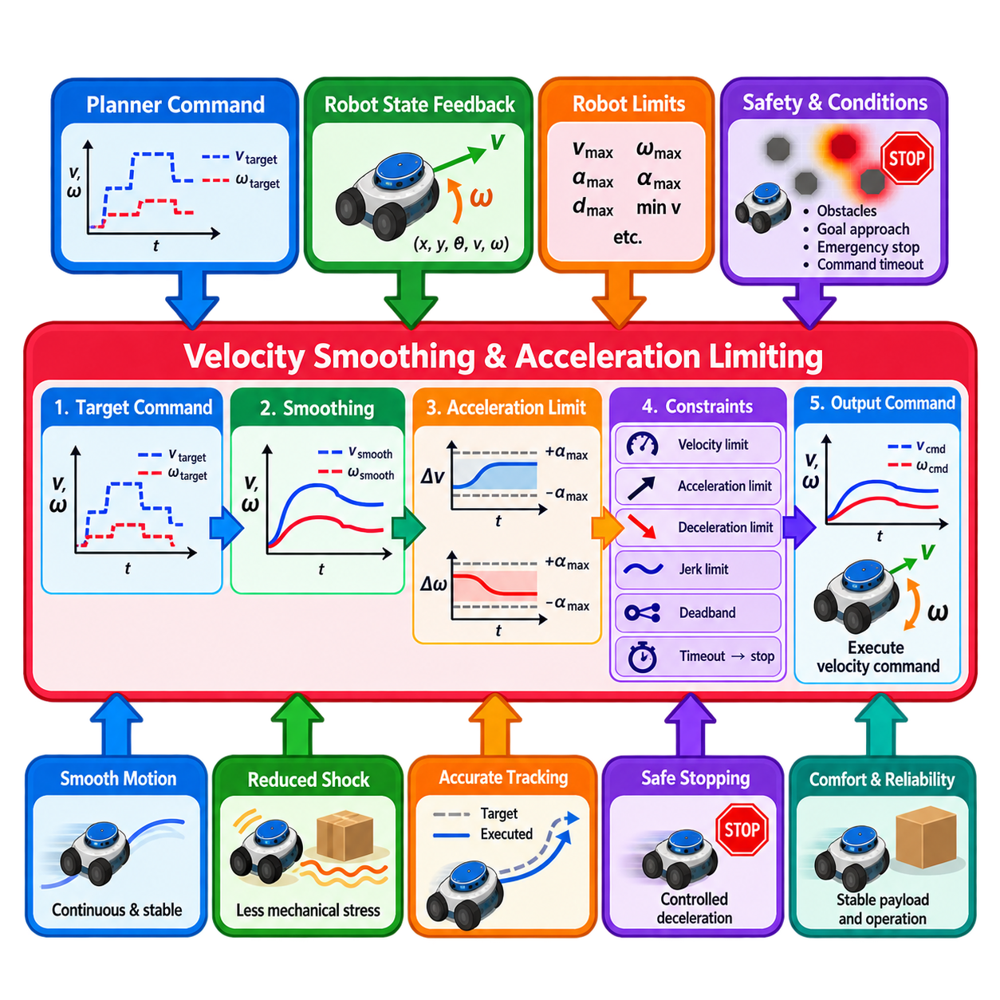 Planner Command
v,
ω
v target
ω target
t
Robot State Feedback
v
ω
(x, y, θ, v, ω)
Robot Limits
v max ω max
a max α max
d max min v
etc.
Safety & Conditions
STOP
• Obstacles
• Goal approach
• Emergency stop
• Command timeout
Velocity Smoothing & Acceleration Limiting
1. Target Command
v target
ω target
v,
ω
t
2. Smoothing
v smooth
ω smooth
v,
ω
t
3. Acceleration Limit
+α max
Δv
−α max
t
+α max
Δω
−α max
t
4. Constraints
Velocity limit
Acceleration limit
Deceleration limit
Jerk limit
Deadband
Timeout → stop
5. Output Command
v cmd
ω cmd
v,
ω
t
v
ω
Execute
velocity command
Smooth Motion
Continuous & stable
Reduced Shock
Less mechanical stress
Accurate Tracking
Target
Executed
Safe Stopping
STOP
Controlled
deceleration
Comfort & Reliability
Stable payload
and operation